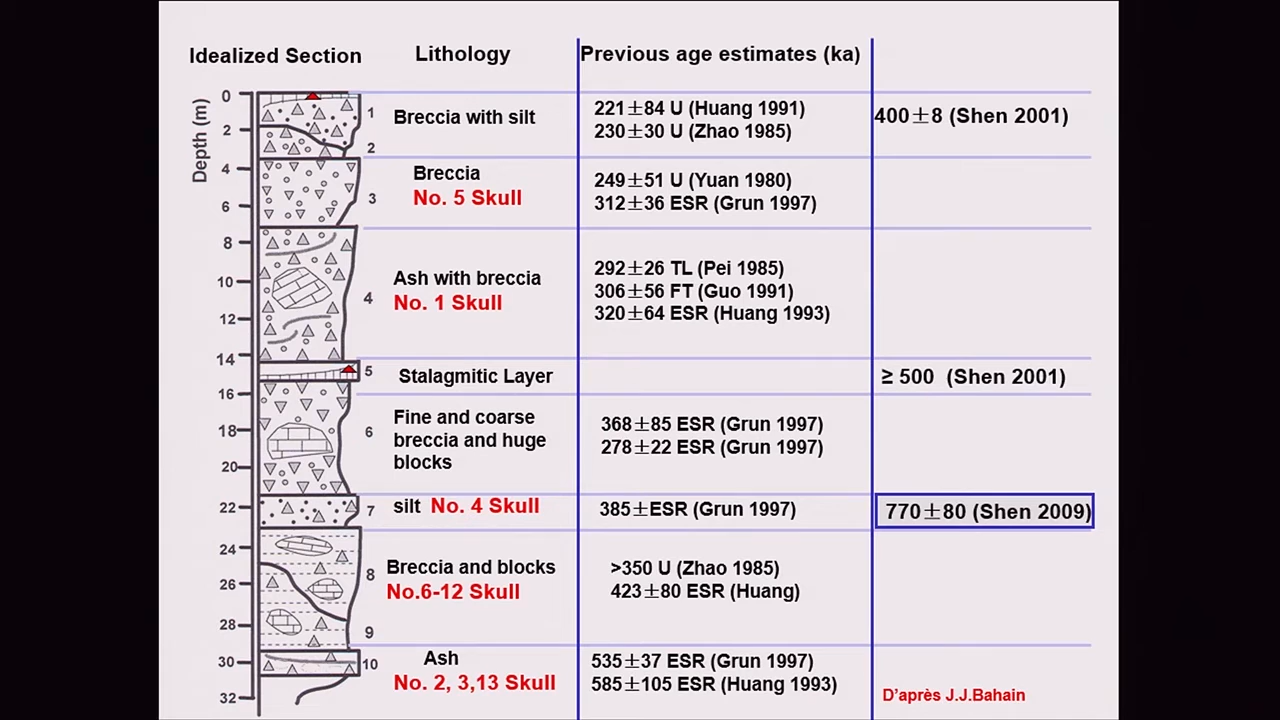 Idealized Section
Lithology
Previous age estimates (ka)
Depth (m)
0
2
4
6
8
10
12
14
16
18
20
22
24
26
28
30
32
1
2
Breccia with silt
221±84 U (Huang 1991)
230±30 U (Zhao 1985)
400±8 (Shen 2001)
3
Breccia
No. 5 Skull
249±51 U (Yuan 1980)
312±36 ESR (Grun 1997)
4
Ash with breccia
No. 1 Skull
292±26 TL (Pei 1985)
306±56 FT (Guo 1991)
320±64 ESR (Huang 1993)
5
Stalagmitic Layer
≥ 500 (Shen 2001)
6
Fine and coarse
breccia and huge
blocks
368±85 ESR (Grun 1997)
278±22 ESR (Grun 1997)
7
silt No. 4 Skull
385±ESR (Grun 1997)
770±80 (Shen 2009)
8
9
Breccia and blocks
No.6-12 Skull
>350 U (Zhao 1985)
423±80 ESR (Huang)
10
Ash
No. 2, 3,13 Skull
535±37 ESR (Grun 1997)
585±105 ESR (Huang 1993)
D'après J.J.Bahain